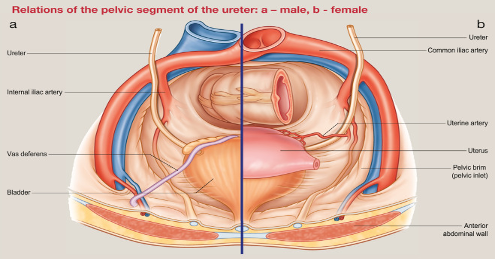 Relations of the pelvic segment of the ureter: a – male, b - female
a
b
Ureter
Internal iliac artery
Vas deferens
Bladder
Ureter
Common iliac artery
Uterine artery
Uterus
Pelvic brim
(pelvic inlet)
Anterior
abdominal wall